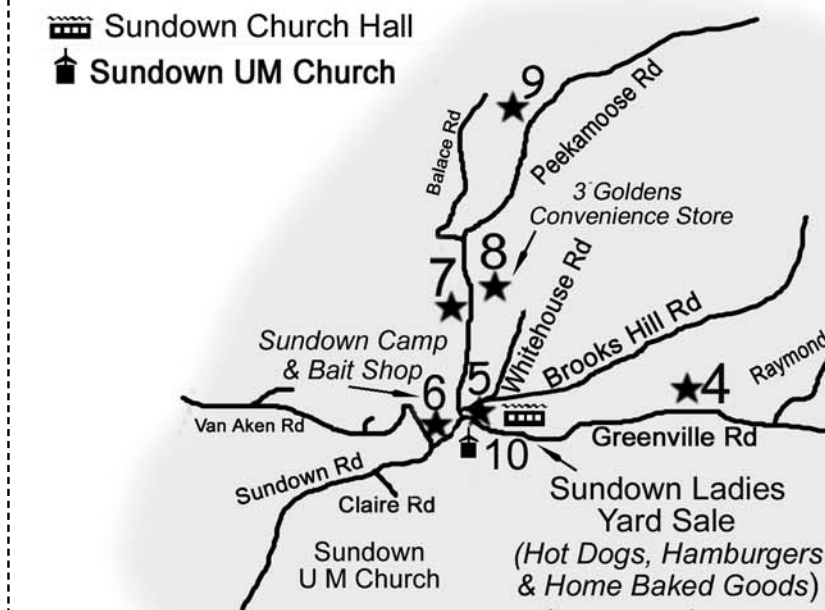 Sundown Church Hall
Sundown UM Church
9
Balace Rd
Peekamoose Rd
3 Goldens
Convenience Store
8
7
Whitehouse Rd
Brooks Hill Rd
Sundown Camp
& Bait Shop
6
5
4
Raymond
Van Aken Rd
10
Greenville Rd
Sundown Rd
Claire Rd
Sundown Ladies
Yard Sale
(Hot Dogs, Hamburgers
& Home Baked Goods)
Sundown
U M Church